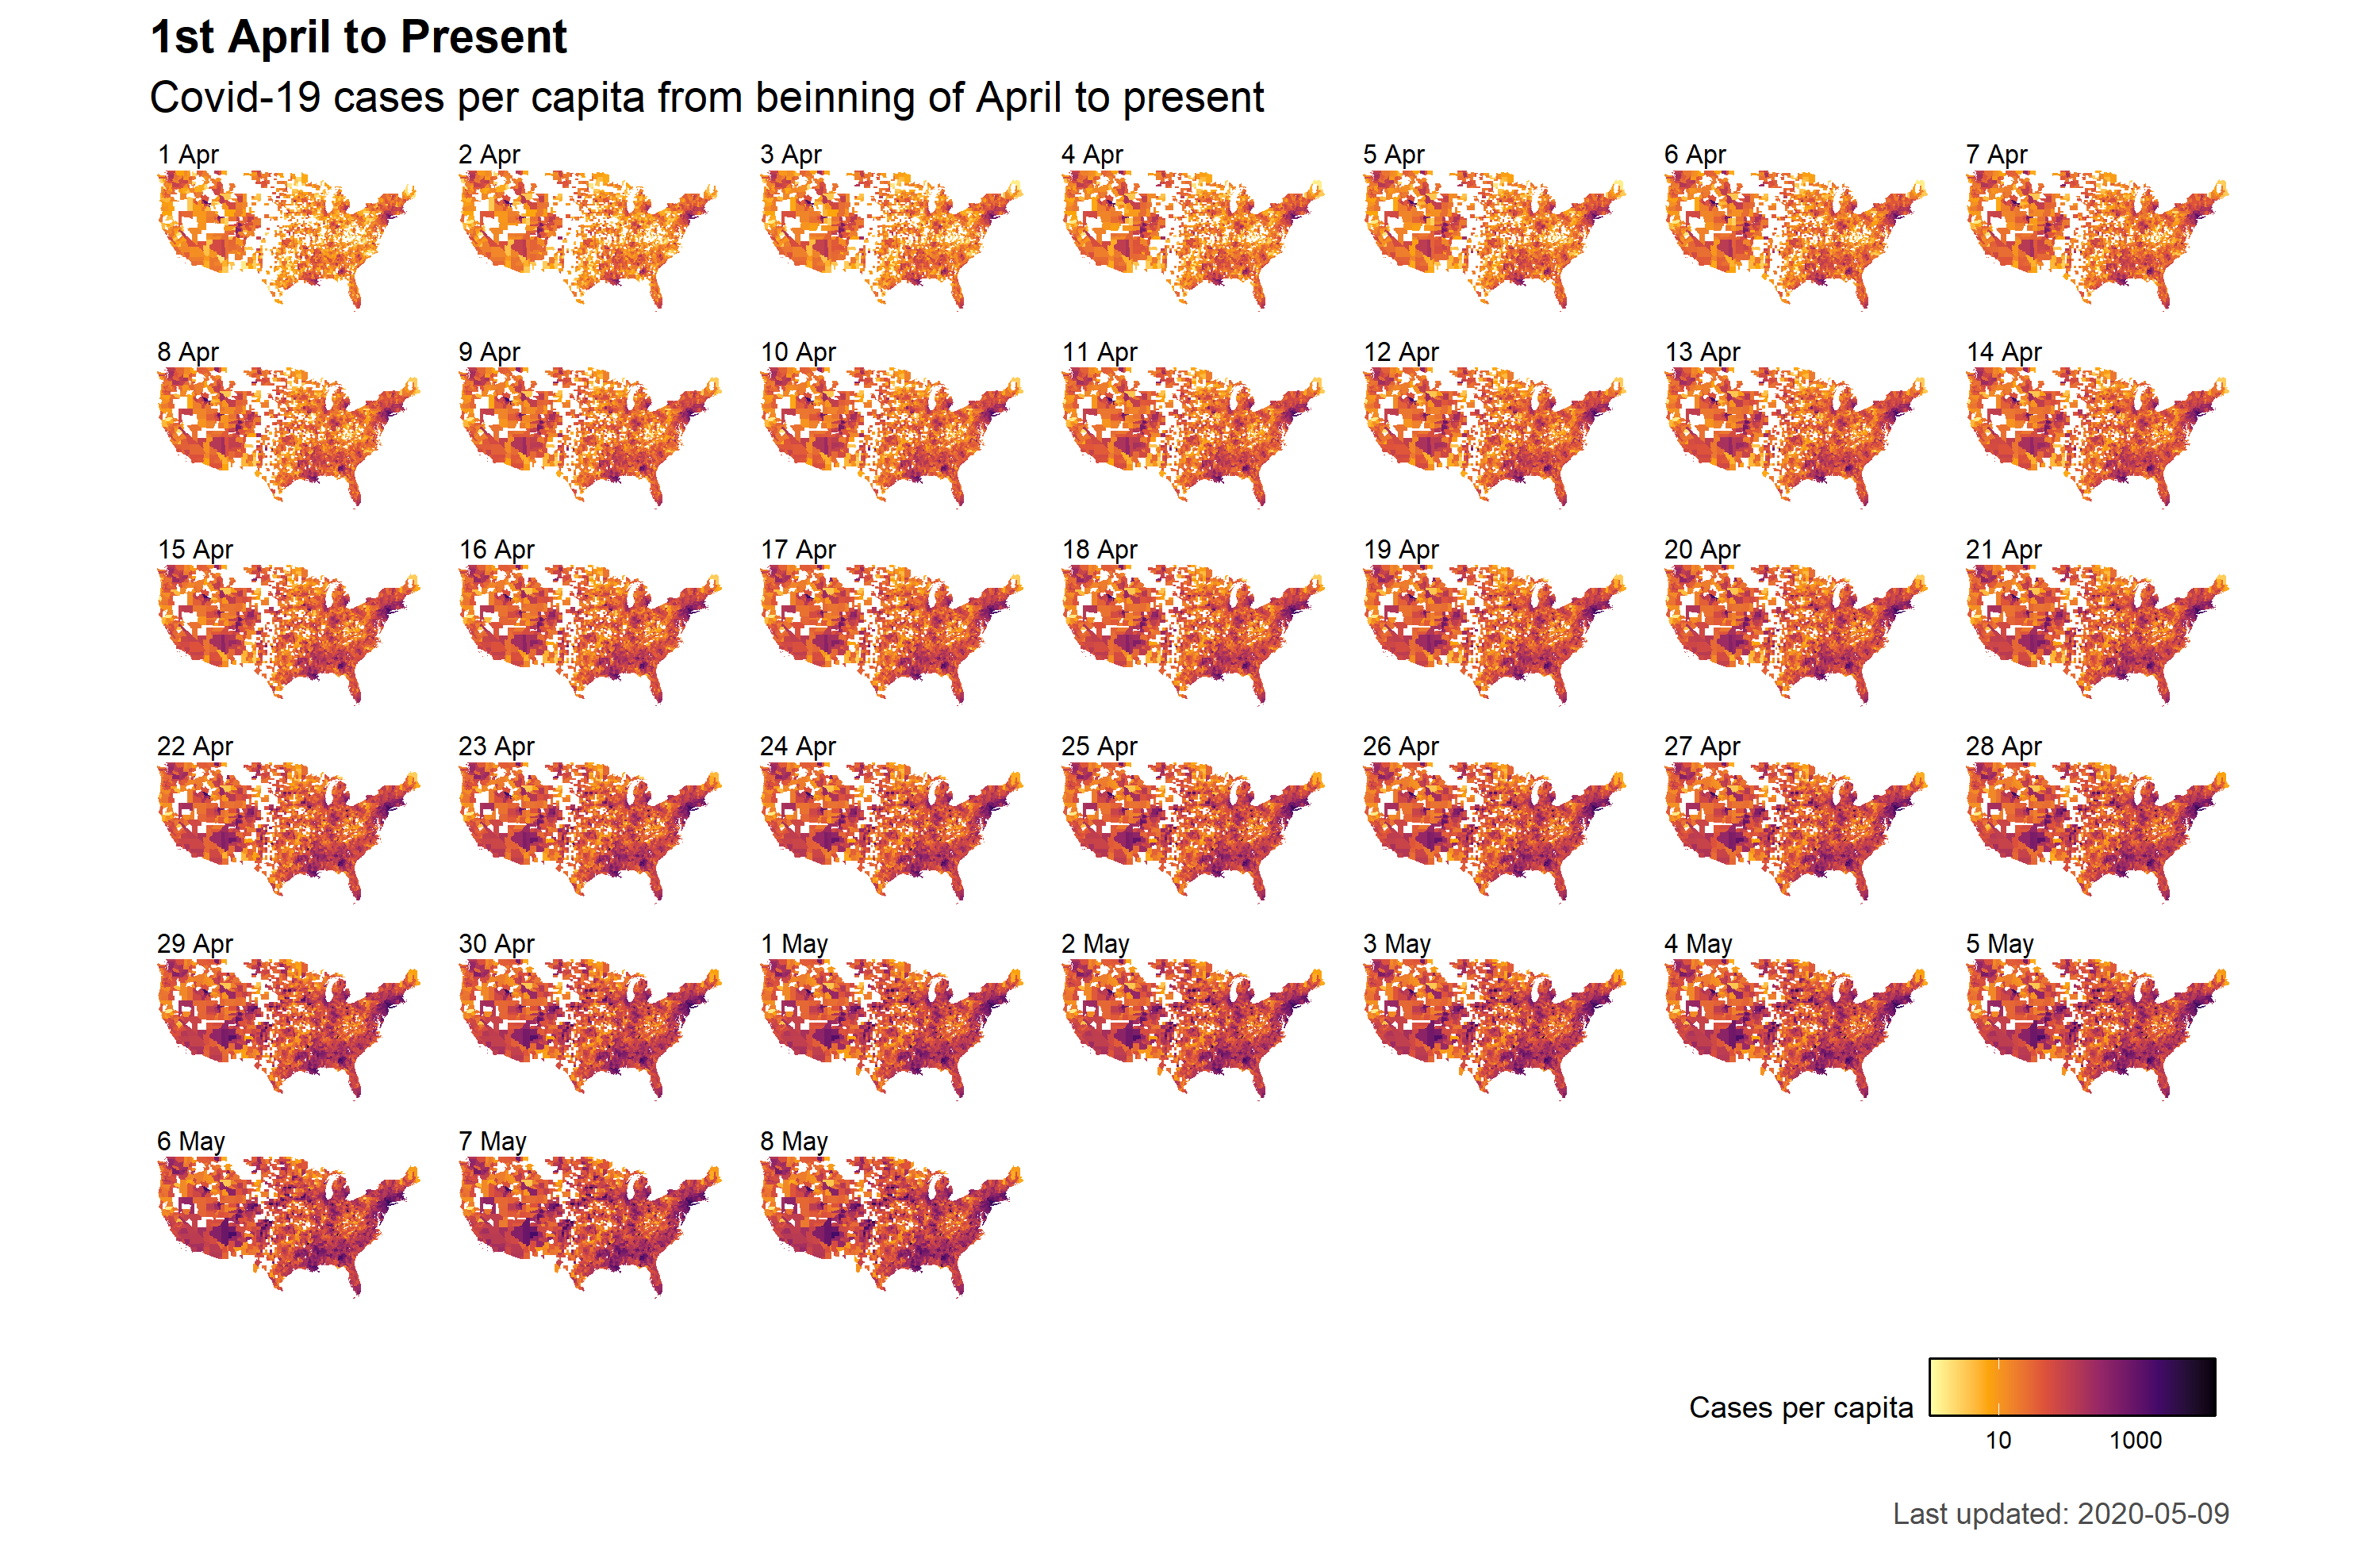 1st April to Present
Covid-19 cases per capita from beinning of April to present
1 Apr 2 Apr 3 Apr 4 Apr 5 Apr 6 Apr 7 Apr
8 Apr 9 Apr 10 Apr 11 Apr 12 Apr 13 Apr 14 Apr
15 Apr 16 Apr 17 Apr 18 Apr 19 Apr 20 Apr 21 Apr
22 Apr 23 Apr 24 Apr 25 Apr 26 Apr 27 Apr 28 Apr
29 Apr 30 Apr 1 May 2 May 3 May 4 May 5 May
6 May 7 May 8 May
Cases per capita
10 1000
Last updated: 2020-05-09